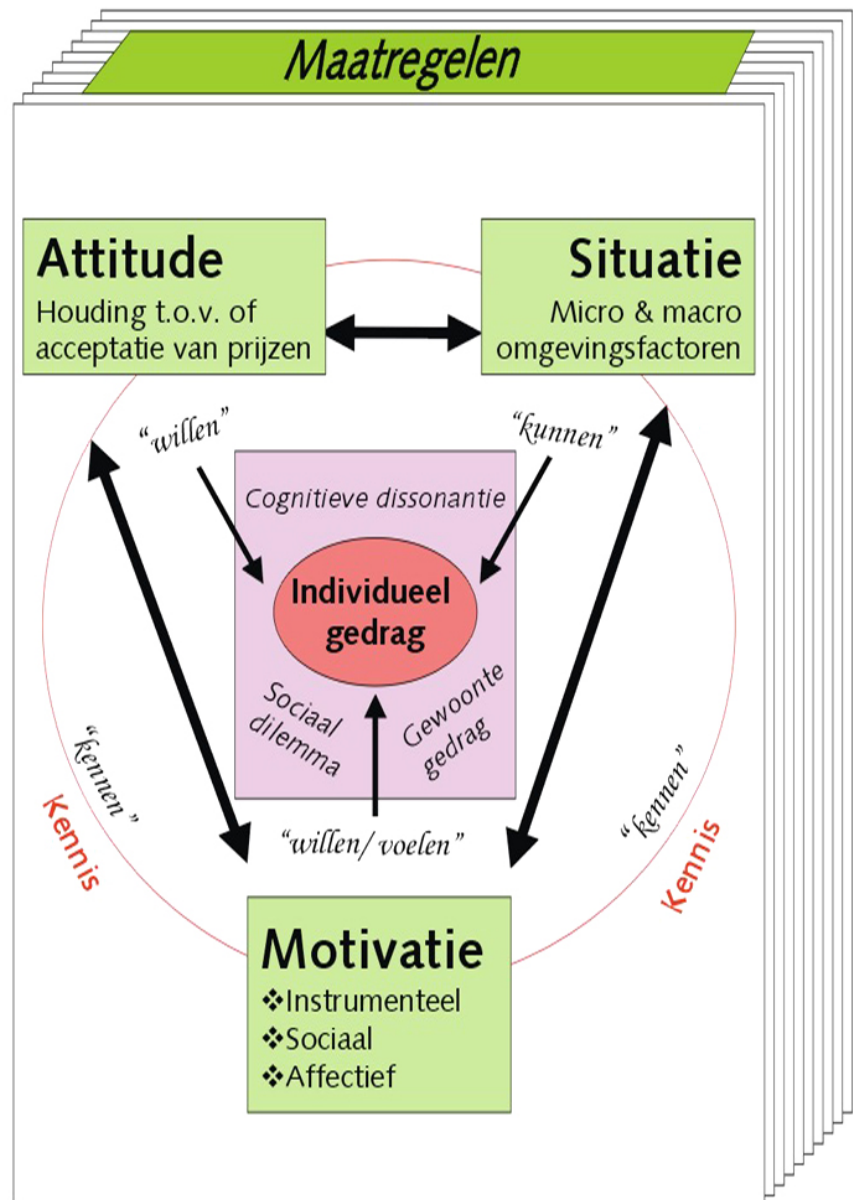 Maatregelen
Attitude
Houding t.o.v. of
acceptatie van prijzen
Situatie
Micro & macro
omgevingsfactoren
“willen”
“kunnen”
Cognitieve dissonantie
Individueel
gedrag
Sociaal
dilemma
Gewoonte
gedrag
“kennen”
Kennis
“willen/ voelen”
“kennen”
Kennis
Motivatie
❖Instrumenteel
❖Sociaal
❖Affectief